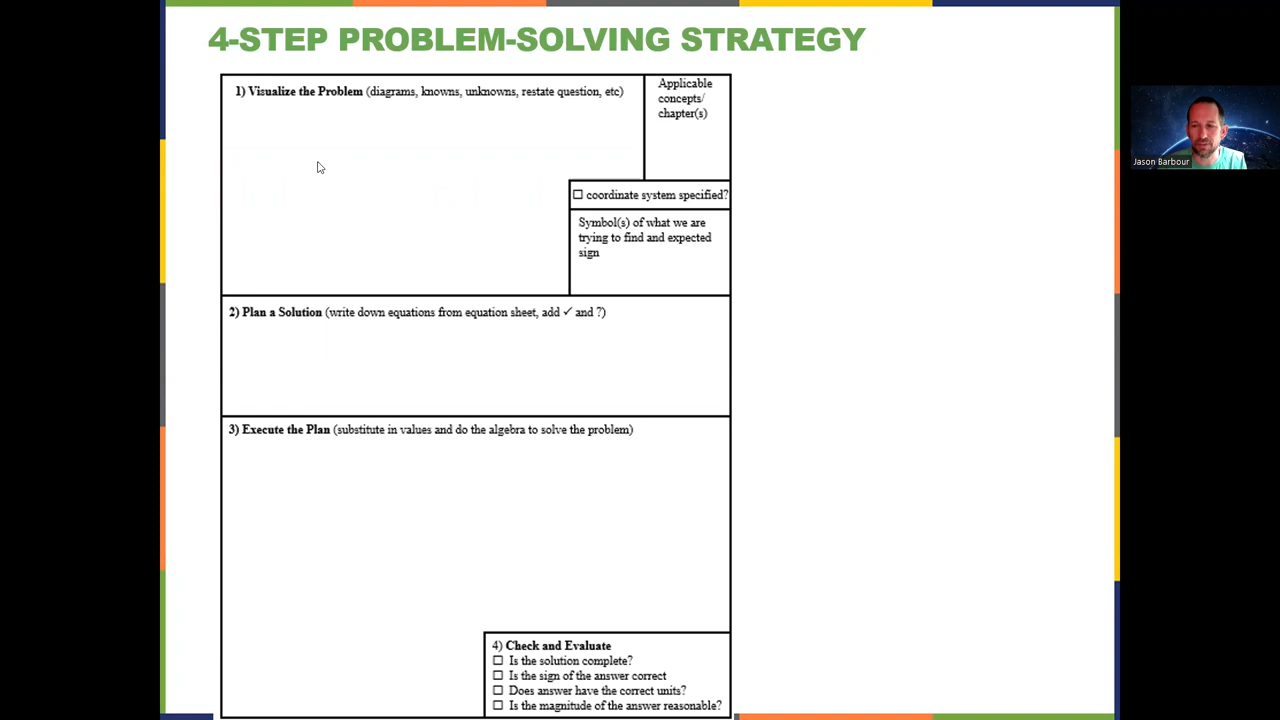 4-STEP PROBLEM-SOLVING STRATEGY
1) Visualize the Problem (diagrams, knowns, unknowns, restate question, etc)
Applicable
concepts/
chapter(s)
☐ coordinate system specified?
Symbol(s) of what we are
trying to find and expected
sign
2) Plan a Solution (write down equations from equation sheet, add ✓ and ?)
3) Execute the Plan (substitute in values and do the algebra to solve the problem)
4) Check and Evaluate
☐ Is the solution complete?
☐ Is the sign of the answer correct
☐ Does answer have the correct units?
☐ Is the magnitude of the answer reasonable?
Jason Barbour